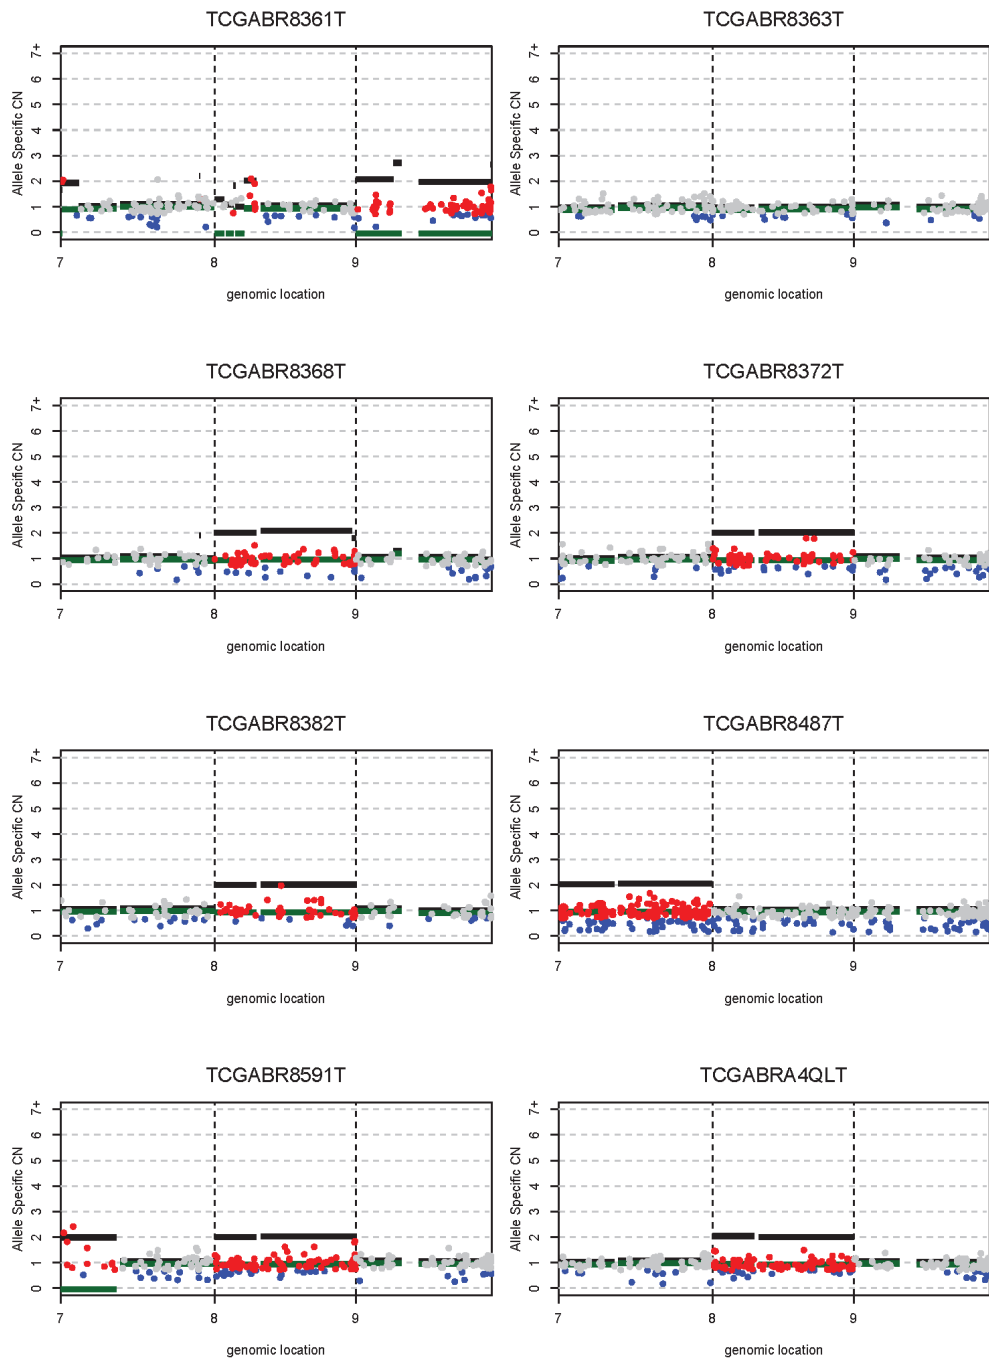 TCGABR8361T
TCGABR8363T
Allele Specific CN
0 1 2 3 4 5 6 7+
7 8 9
genomic location
Allele Specific CN
0 1 2 3 4 5 6 7+
7 8 9
genomic location
TCGABR8368T
TCGABR8372T
Allele Specific CN
0 1 2 3 4 5 6 7+
7 8 9
genomic location
Allele Specific CN
0 1 2 3 4 5 6 7+
7 8 9
genomic location
TCGABR8382T
TCGABR8487T
Allele Specific CN
0 1 2 3 4 5 6 7+
7 8 9
genomic location
Allele Specific CN
0 1 2 3 4 5 6 7+
7 8 9
genomic location
TCGABR8591T
TCGABRA4QLT
Allele Specific CN
0 1 2 3 4 5 6 7+
7 8 9
genomic location
Allele Specific CN
0 1 2 3 4 5 6 7+
7 8 9
genomic location